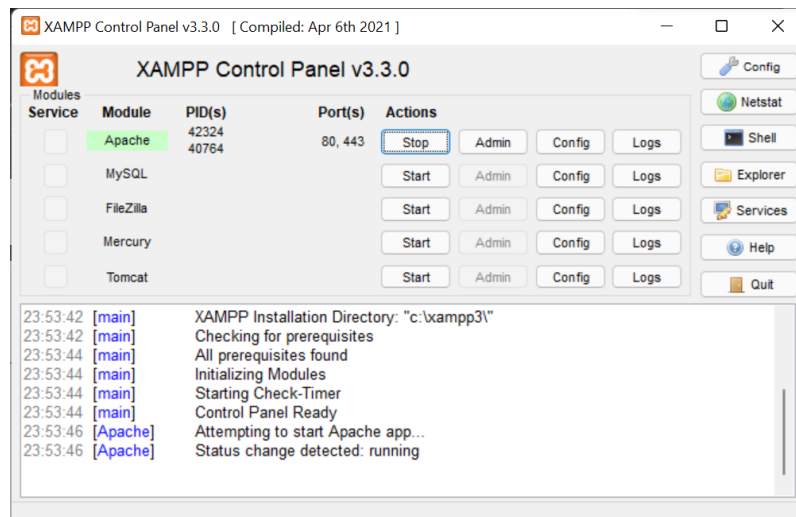 XAMPP Control Panel v3.3.0 [ Compiled: Apr 6th 2021 ]
XAMPP Control Panel v3.3.0
Config
Modules
Service Module PID(s) Port(s) Actions
Netstat
Apache 42324 40764 80, 443 Stop Admin Config Logs
Shell
MySQL Start Admin Config Logs
Explorer
FileZilla Start Admin Config Logs
Services
Mercury Start Admin Config Logs
Help
Tomcat Start Admin Config Logs
Quit
23:53:42 [main] XAMPP Installation Directory: "c:\xampp3\"
23:53:42 [main] Checking for prerequisites
23:53:44 [main] All prerequisites found
23:53:44 [main] Initializing Modules
23:53:44 [main] Starting Check-Timer
23:53:44 [main] Control Panel Ready
23:53:46 [Apache] Attempting to start Apache app...
23:53:46 [Apache] Status change detected: running